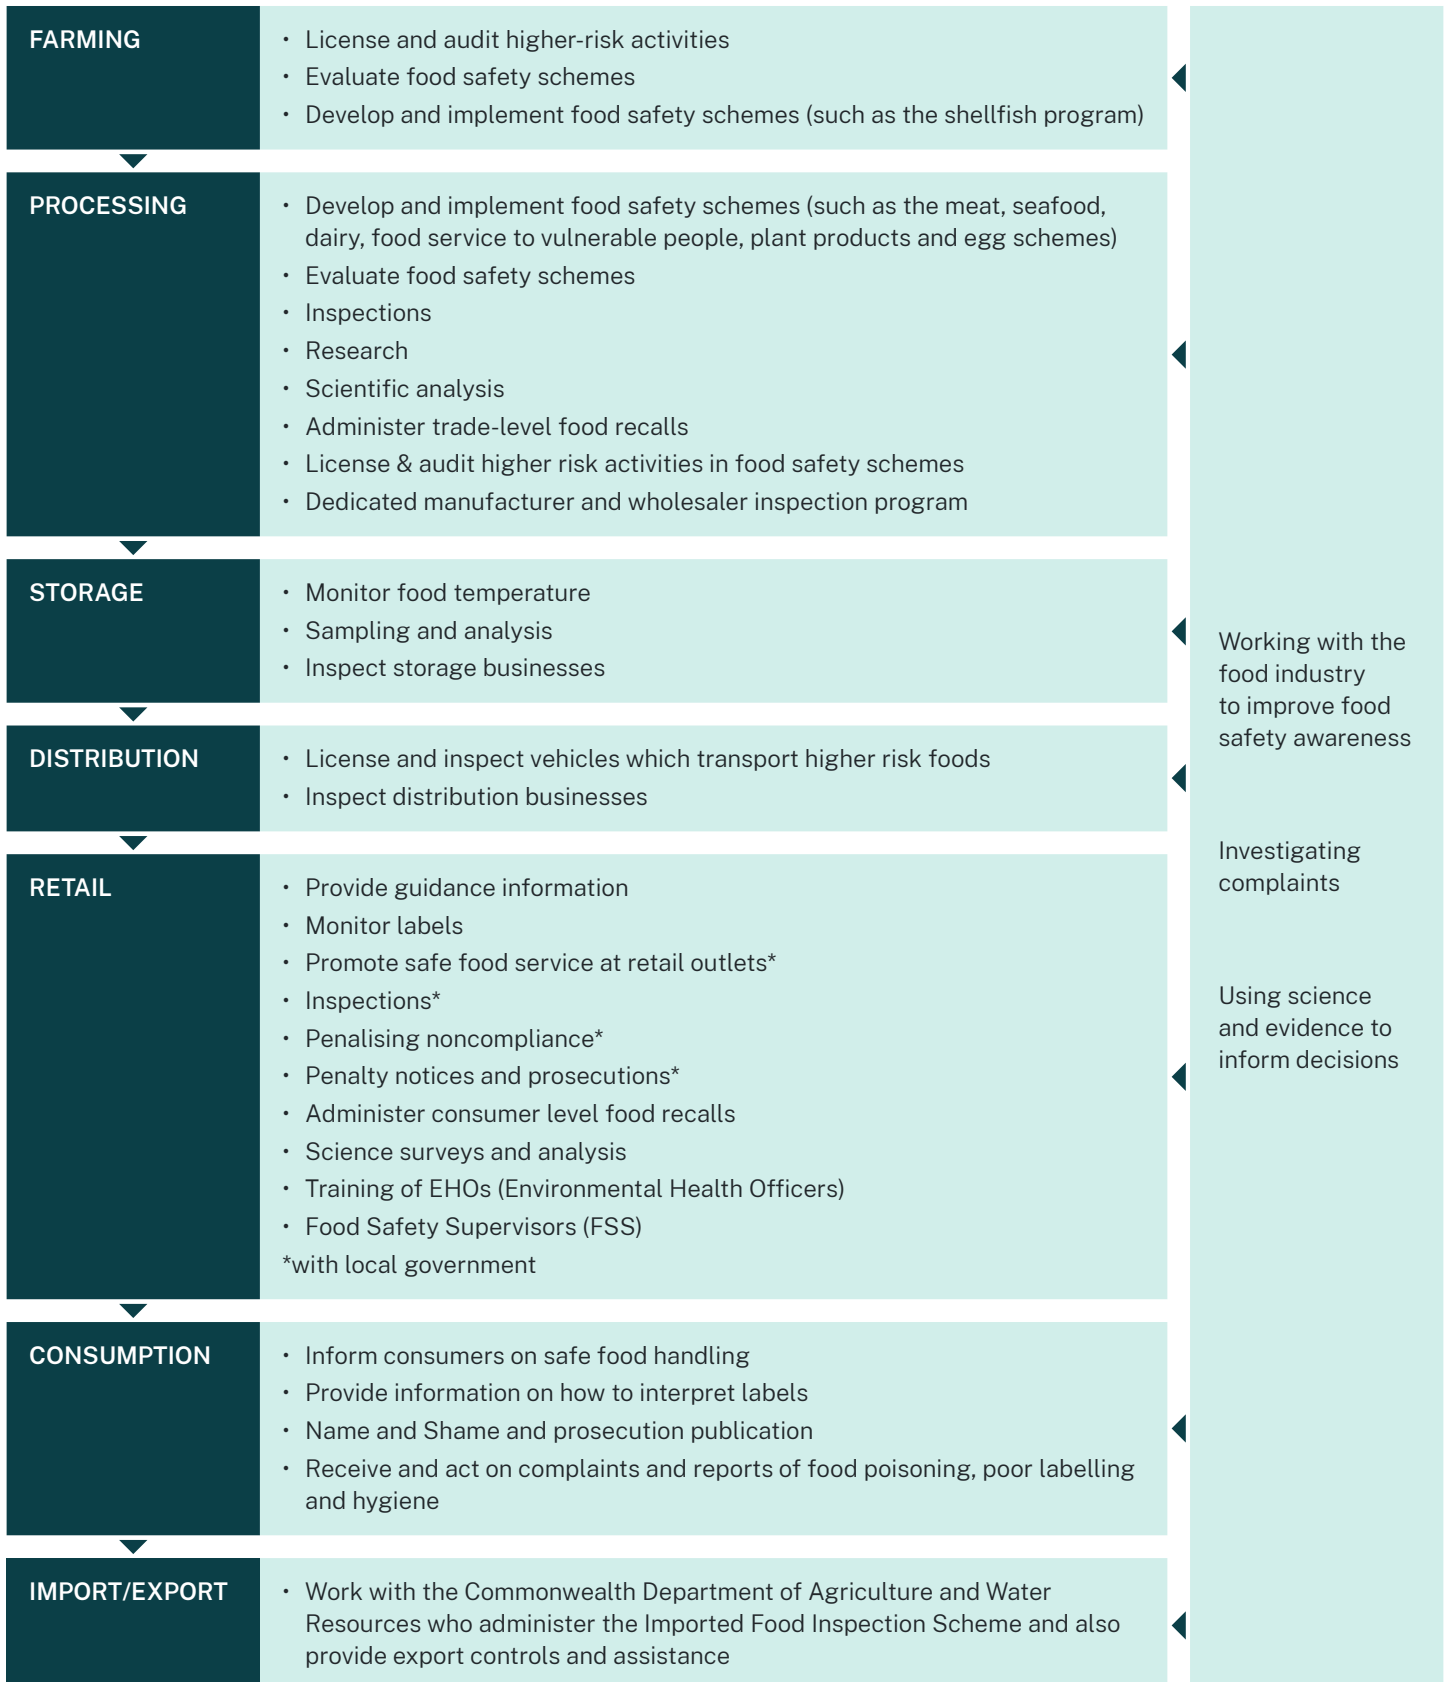 FARMING
• License and audit higher-risk activities
• Evaluate food safety schemes
• Develop and implement food safety schemes (such as the shellfish program)
PROCESSING
• Develop and implement food safety schemes (such as the meat, seafood,
dairy, food service to vulnerable people, plant products and egg schemes)
• Evaluate food safety schemes
• Inspections
• Research
• Scientific analysis
• Administer trade-level food recalls
• License & audit higher risk activities in food safety schemes
• Dedicated manufacturer and wholesaler inspection program
STORAGE
• Monitor food temperature
• Sampling and analysis
• Inspect storage businesses
DISTRIBUTION
• License and inspect vehicles which transport higher risk foods
• Inspect distribution businesses
RETAIL
• Provide guidance information
• Monitor labels
• Promote safe food service at retail outlets*
• Inspections*
• Penalising noncompliance*
• Penalty notices and prosecutions*
• Administer consumer level food recalls
• Science surveys and analysis
• Training of EHOs (Environmental Health Officers)
• Food Safety Supervisors (FSS)
*with local government
CONSUMPTION
• Inform consumers on safe food handling
• Provide information on how to interpret labels
• Name and Shame and prosecution publication
• Receive and act on complaints and reports of food poisoning, poor labelling
and hygiene
IMPORT/EXPORT
• Work with the Commonwealth Department of Agriculture and Water
Resources who administer the Imported Food Inspection Scheme and also
provide export controls and assistance
Working with the
food industry
to improve food
safety awareness
Investigating
complaints
Using science
and evidence to
inform decisions